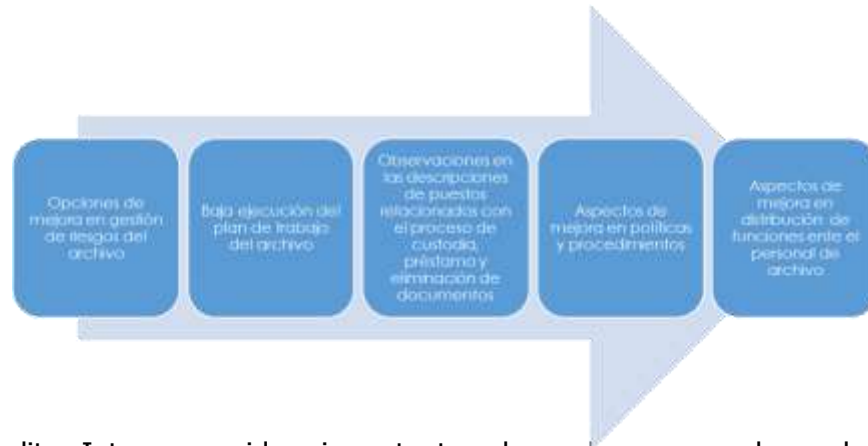 Opciones de
mejora en gestión
de riesgos del
archivo
Baja ejecución del
plan de trabajo
del archivo
Observaciones en
las descripciones
de puestos
relacionados con
el proceso de
custodia,
préstamo y
eliminación de
documentos
Aspectos de
mejora en políticas
y procedimientos
Aspectos de
mejora en
distribución de
funciones ente el
personal de
archivo